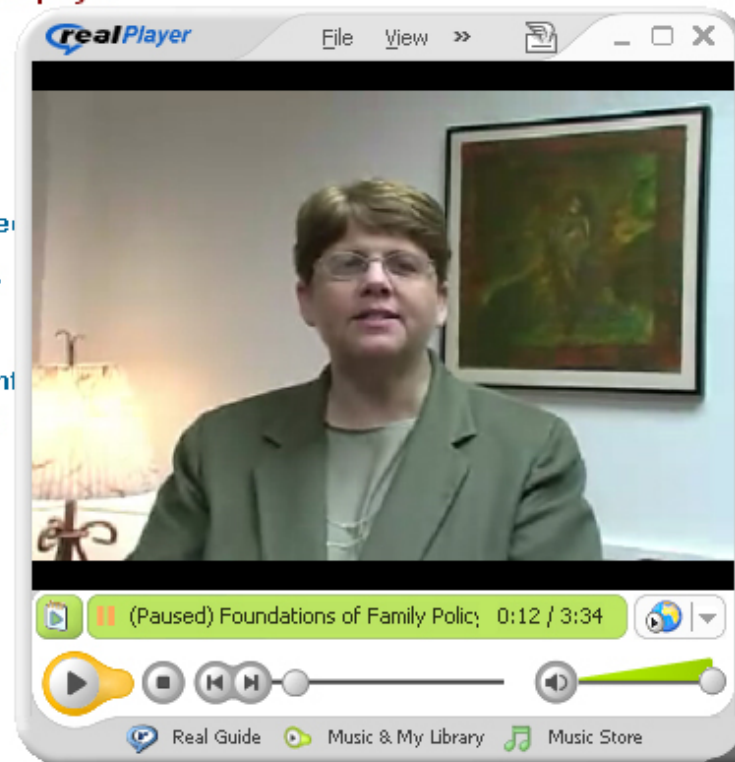 realPlayer
File View »
(Paused) Foundations of Family Policy 0:12 / 3:34
Real Guide Music & My Library Music Store